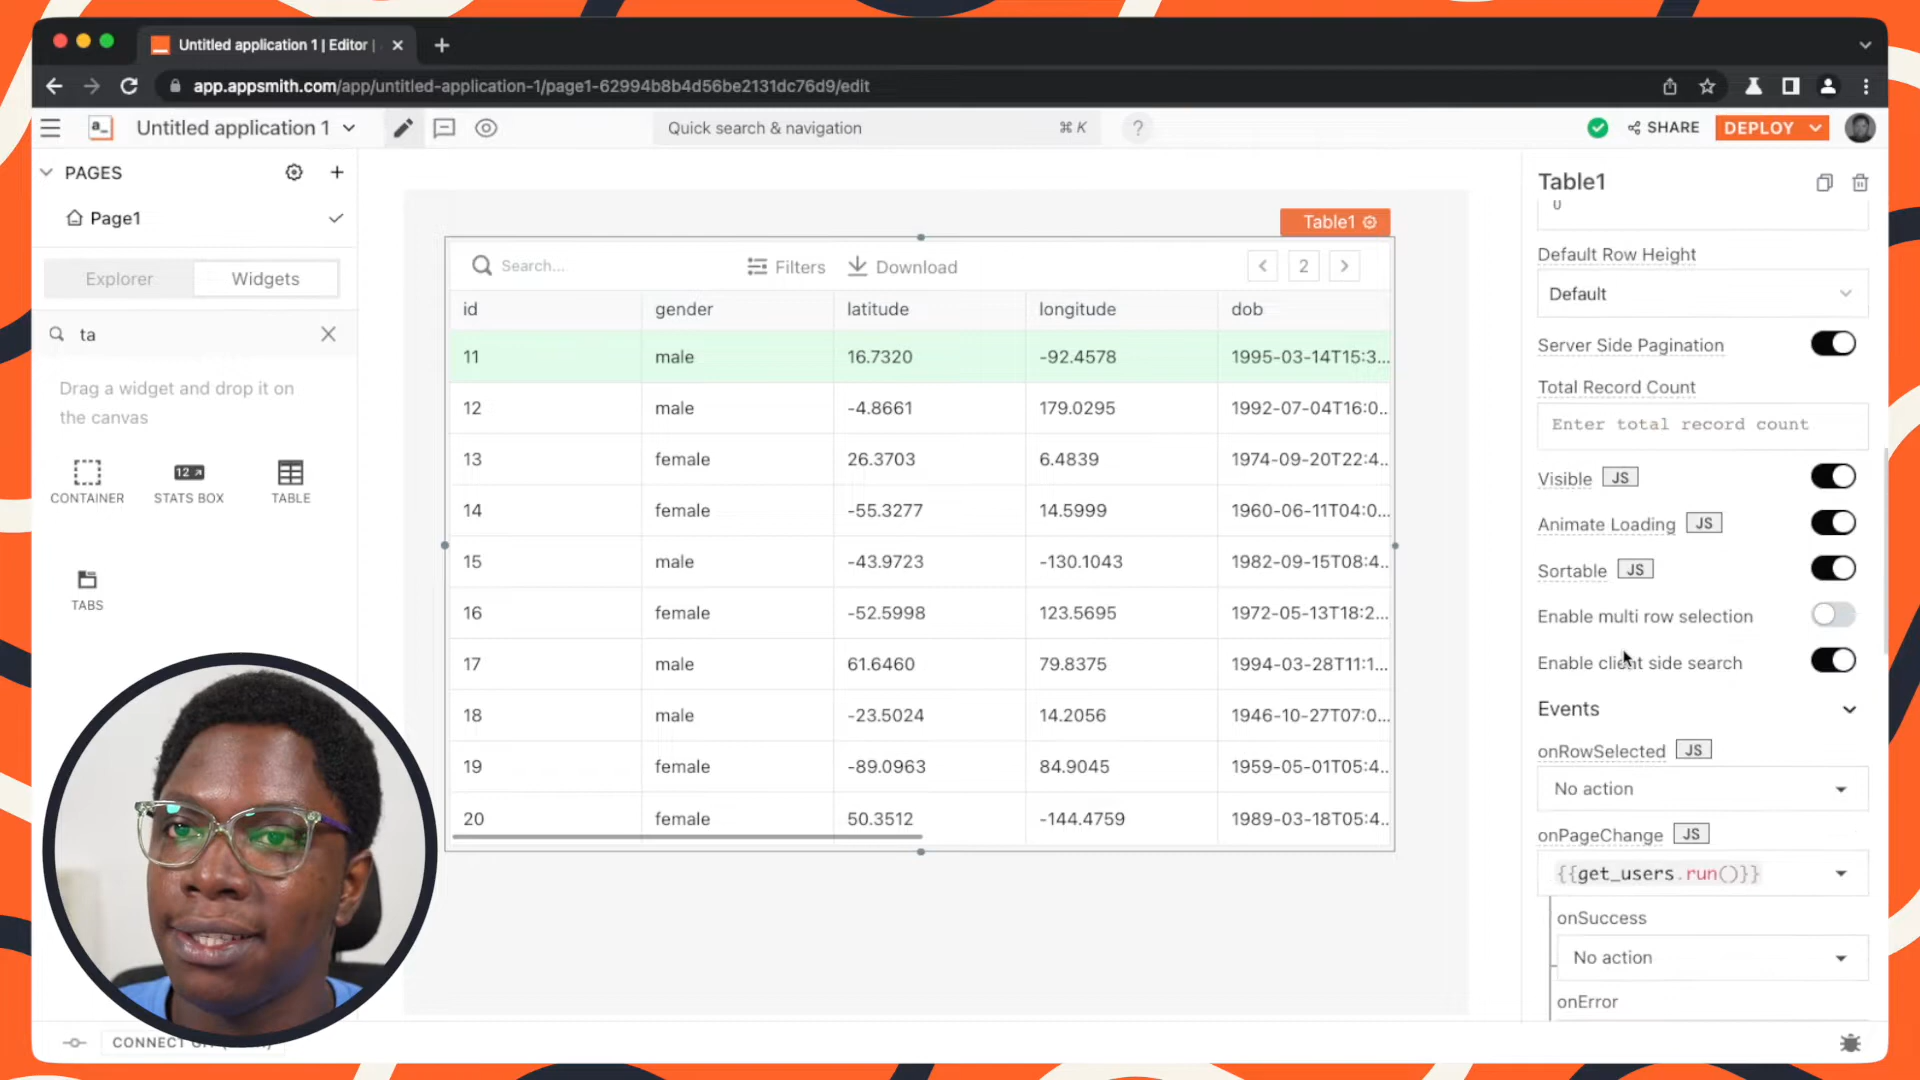 Untitled application 1 | Editor |
app.appsmith.com/app/untitled-application-1/page1-62994b8b4d56be2131dc76d9/edit
a_
Untitled application 1
Quick search & navigation
⌘ K
?
SHARE
DEPLOY
PAGES
Page1
Explorer
Widgets
ta
Drag a widget and drop it on
the canvas
CONTAINER
12
STATS BOX
TABLE
TABS
Table1
Search...
Filters
Download
2
id gender latitude longitude dob
11 male 16.7320 -92.4578 1995-03-14T15:3...
12 male -4.8661 179.0295 1992-07-04T16:0...
13 female 26.3703 6.4839 1974-09-20T22:4...
14 female -55.3277 14.5999 1960-06-11T04:0...
15 male -43.9723 -130.1043 1982-09-15T08:4...
16 female -52.5998 123.5695 1972-05-13T18:2...
17 male 61.6460 79.8375 1994-03-28T11:1...
18 male -23.5024 14.2056 1946-10-27T07:0...
19 female -89.0963 84.9045 1959-05-01T05:4...
20 female 50.3512 -144.4759 1989-03-18T05:4...
Table1
0
Default Row Height
Default
Server Side Pagination
Total Record Count
Enter total record count
Visible JS
Animate Loading JS
Sortable JS
Enable multi row selection
Enable client side search
Events
onRowSelected JS
No action
onPageChange JS
{{get_users.run()}}
onSuccess
No action
onError
CONNECT